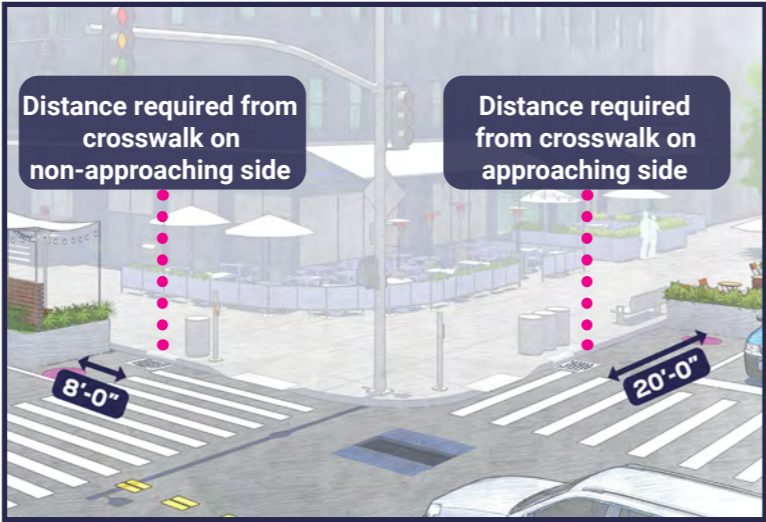 Distance required from
crosswalk on
non-approaching side
Distance required
from crosswalk on
approaching side
8'-0"
20'-0"